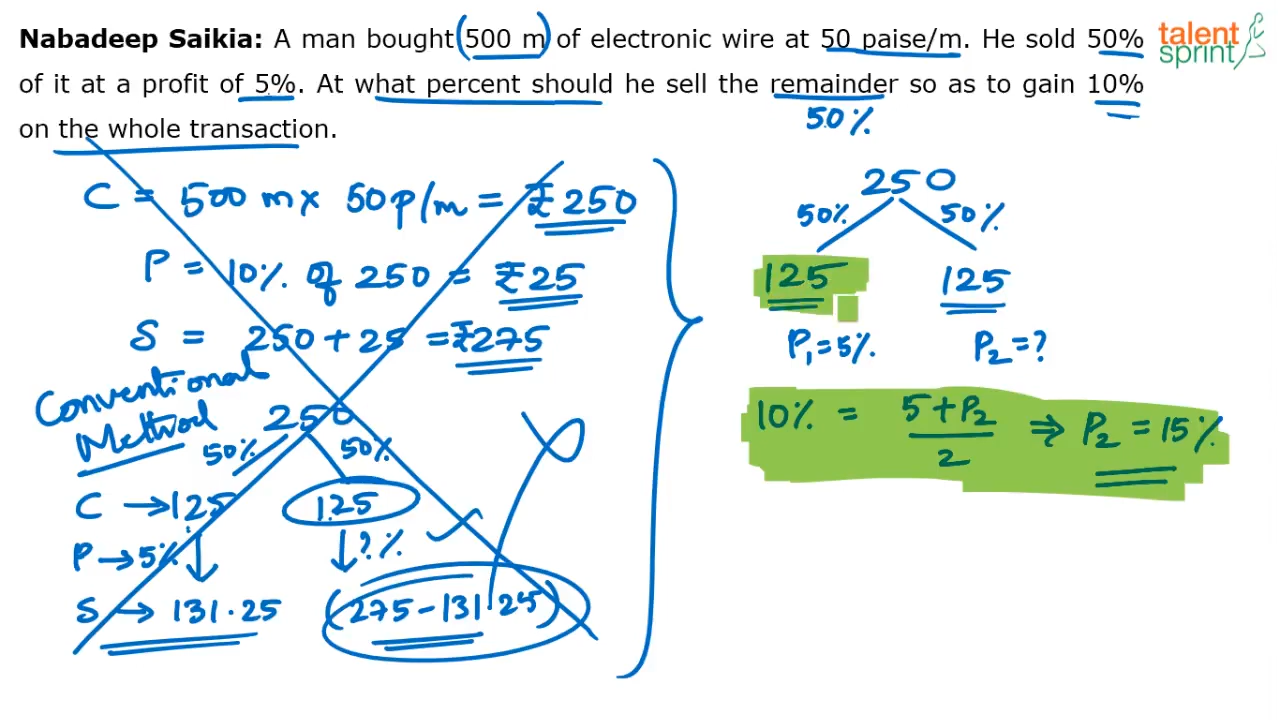 Nabadeep Saikia: A man bought (500 m) of electronic wire at 50 paise/m. He sold 50%
of it at a profit of 5%. At what percent should he sell the remainder so as to gain 10%
on the whole transaction.
talent
sprint
50%
C = 500 m x 50p/m = ₹250
P = 10% of 250 = ₹25
S = 250 + 25 = ₹275
Conventional
Method
250
50% 50%
C → 125 125
P → 5% ?%
S → 131.25 (275 - 131.25)
250
50% 50%
125 125
P₁ = 5% P₂ = ?
10% = 5 + P₂ / 2 ⇒ P₂ = 15%